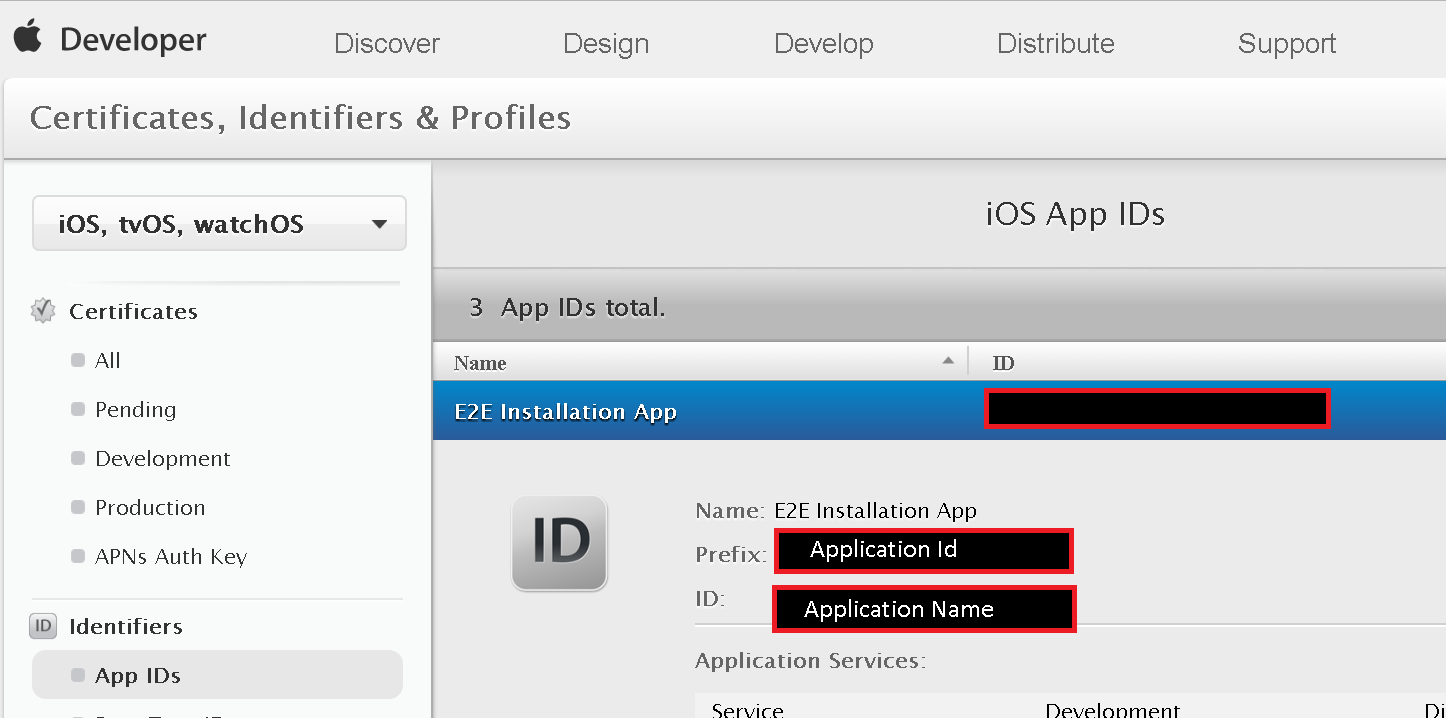 Developer Discover Design Develop Distribute Support
Certificates, Identifiers & Profiles
iOS, tvOS, watchOS
Certificates
All
Pending
Development
Production
APNs Auth Key
ID Identifiers
App IDs
iOS App IDs
3 App IDs total.
Name ID
E2E Installation App
ID
Name: E2E Installation App
Prefix: Application Id
ID: Application Name
Application Services:
Service Development